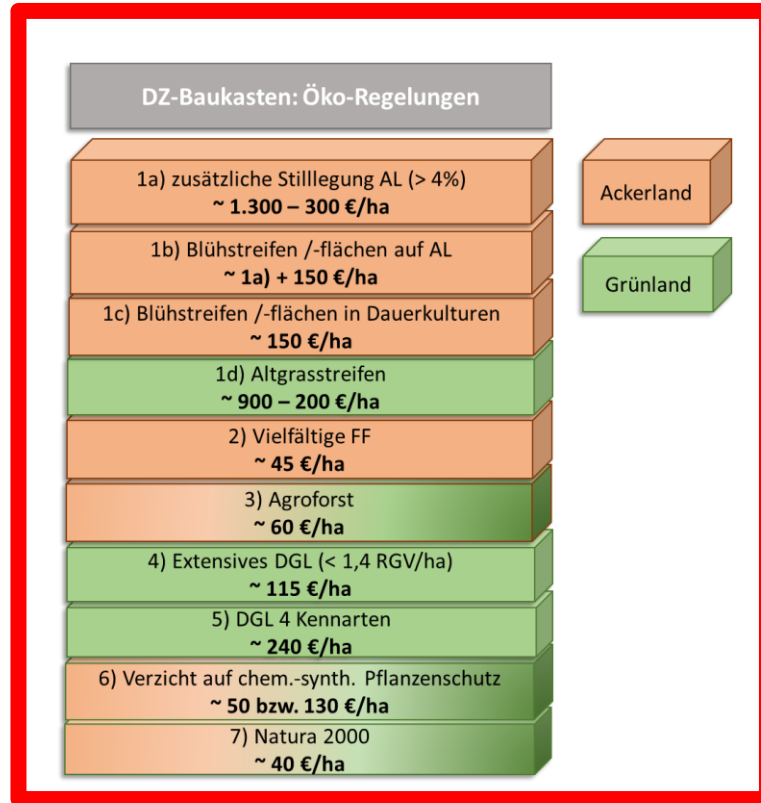 DZ-Baukasten: Öko-Regelungen
1a) zusätzliche Stilllegung AL (> 4%)
~ 1.300 – 300 €/ha
1b) Blühstreifen /-flächen auf AL
~ 1a) + 150 €/ha
1c) Blühstreifen /-flächen in Dauerkulturen
~ 150 €/ha
1d) Altgrasstreifen
~ 900 – 200 €/ha
2) Vielfältige FF
~ 45 €/ha
3) Agroforst
~ 60 €/ha
4) Extensives DGL (< 1,4 RGV/ha)
~ 115 €/ha
5) DGL 4 Kennarten
~ 240 €/ha
6) Verzicht auf chem.-synth. Pflanzenschutz
~ 50 bzw. 130 €/ha
7) Natura 2000
~ 40 €/ha
Ackerland
Grünland